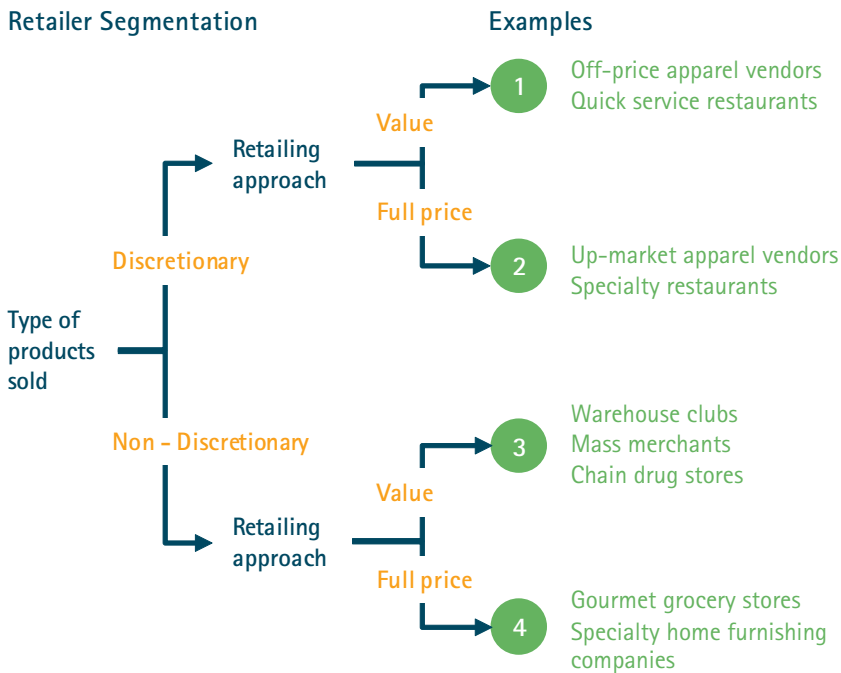 Retailer Segmentation
Examples
Type of
products
sold
Discretionary
Retailing
approach
Value
1
Off-price apparel vendors
Quick service restaurants
Full price
2
Up-market apparel vendors
Specialty restaurants
Non - Discretionary
Retailing
approach
Value
3
Warehouse clubs
Mass merchants
Chain drug stores
Full price
4
Gourmet grocery stores
Specialty home furnishing
companies